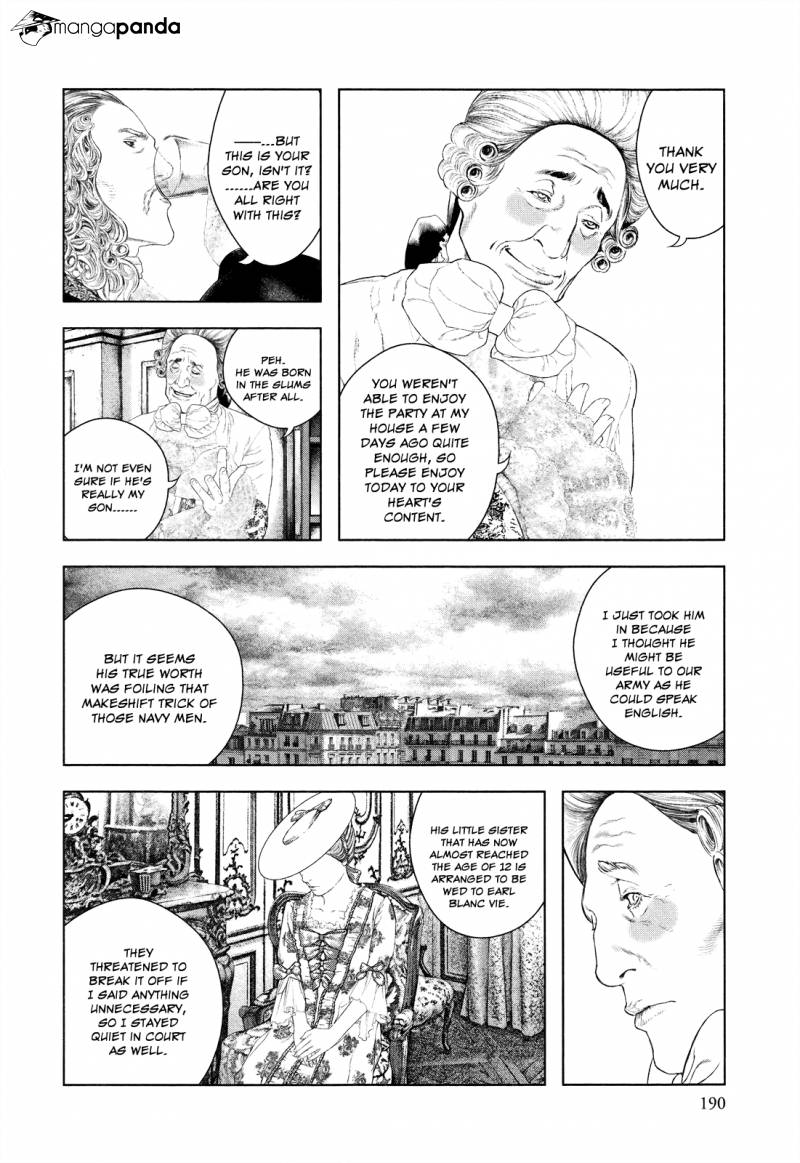 mangapanda
THANK
YOU VERY
MUCH.
YOU WEREN'T
ABLE TO ENJOY
THE PARTY AT MY
HOUSE A FEW
DAYS AGO QUITE
ENOUGH, SO
PLEASE ENJOY
TODAY TO YOUR
HEART'S
CONTENT.
——...BUT
THIS IS YOUR
SON, ISN'T IT?
......ARE YOU
ALL RIGHT
WITH THIS?
PEH.
HE WAS BORN
IN THE SLUMS
AFTER ALL.
I'M NOT EVEN
SURE IF HE'S
REALLY MY
SON......
I JUST TOOK HIM
IN BECAUSE
I THOUGHT HE
MIGHT BE
USEFUL TO OUR
ARMY AS HE
COULD SPEAK
ENGLISH.
BUT IT SEEMS
HIS TRUE WORTH
WAS FOILING THAT
MAKESHIFT TRICK OF
THOSE NAVY MEN.
HIS LITTLE SISTER
THAT HAS NOW
ALMOST REACHED
THE AGE OF 12 IS
ARRANGED TO BE
WED TO EARL
BLANC VIE.
THEY
THREATENED TO
BREAK IT OFF IF
I SAID ANYTHING
UNNECESSARY,
SO I STAYED
QUIET IN COURT
AS WELL.
190